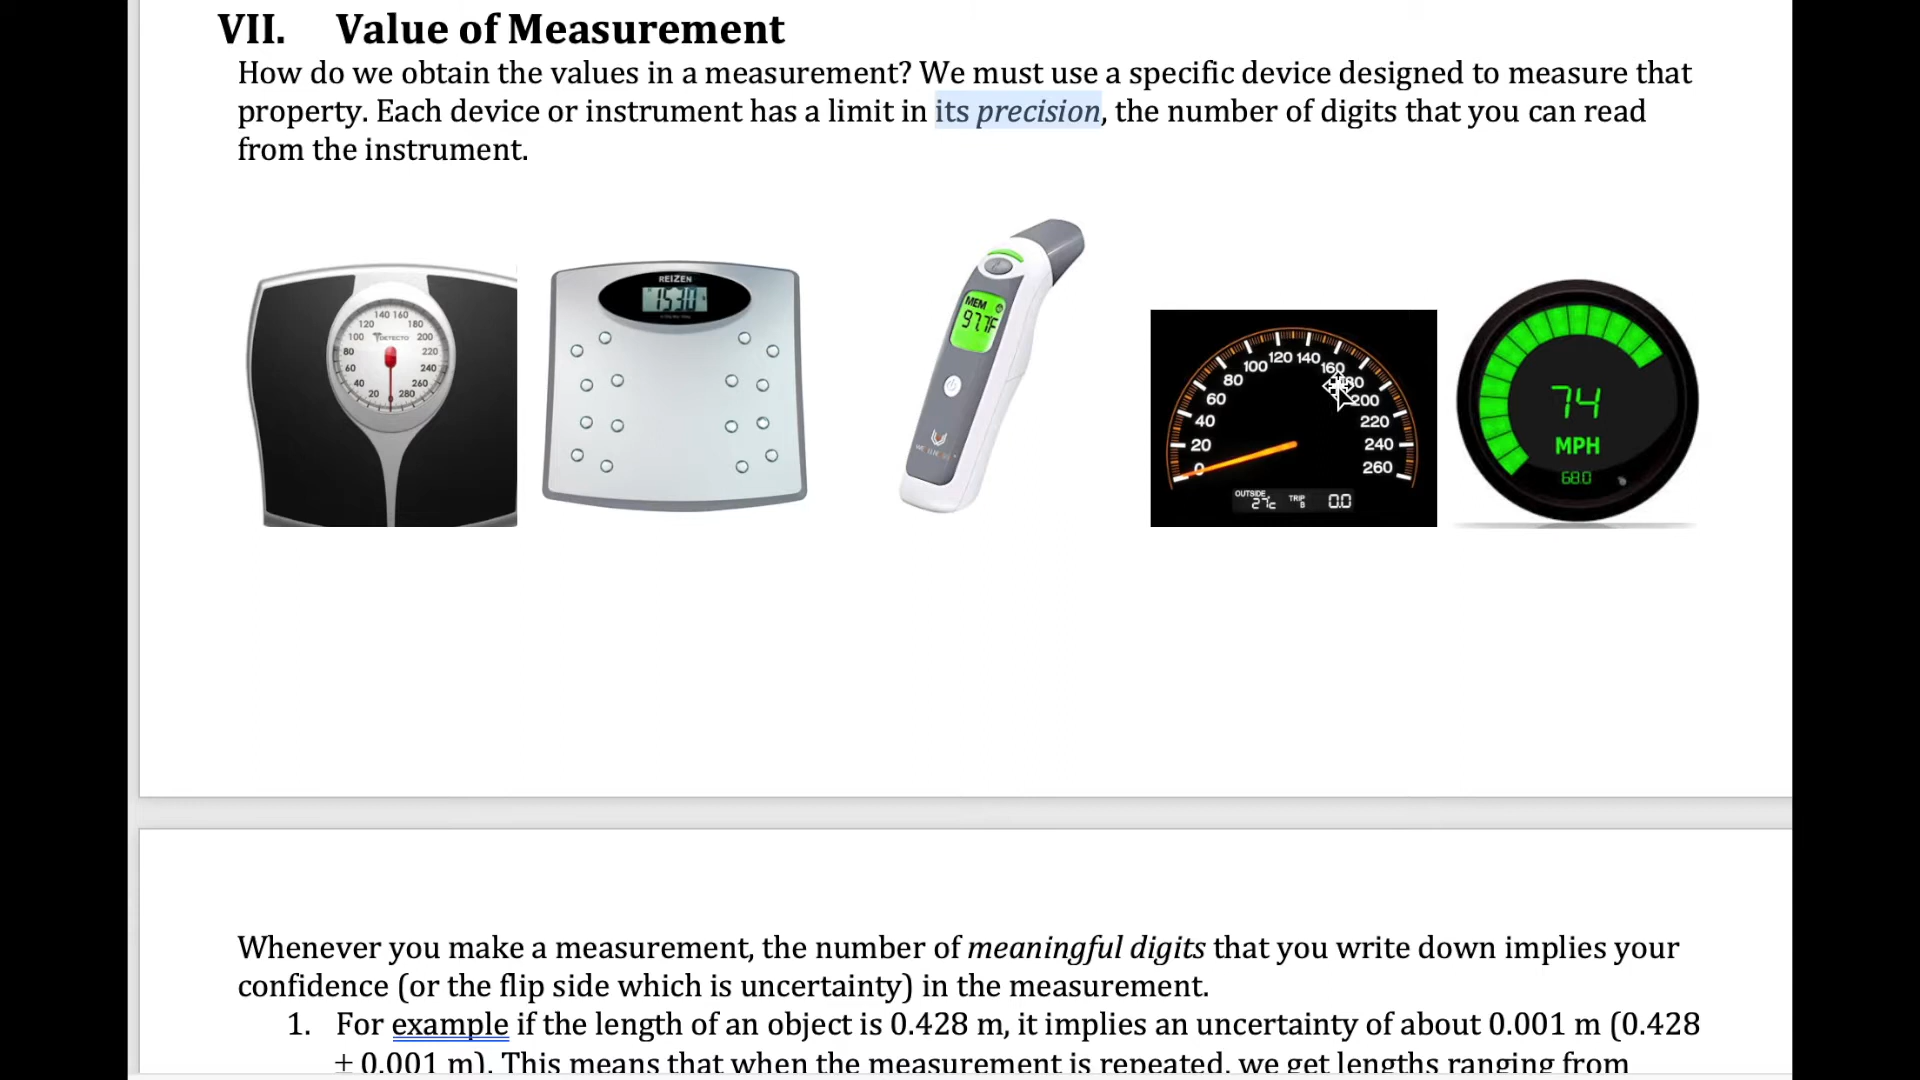 VII. Value of Measurement
How do we obtain the values in a measurement? We must use a specific device designed to measure that
property. Each device or instrument has a limit in its precision, the number of digits that you can read
from the instrument.
140 160
120 180
100 DETECTO 200
80 220
60 240
40 260
20 280
REIZEN
153.0
MEM
97.7F
120 140
100 160
80 180
60 200
40 220
20 240
0 260
OUTSIDE 27c TRIP B 0.0
74
MPH
68.0
Whenever you make a measurement, the number of meaningful digits that you write down implies your
confidence (or the flip side which is uncertainty) in the measurement.
1. For example if the length of an object is 0.428 m, it implies an uncertainty of about 0.001 m (0.428
± 0.001 m). This means that when the measurement is repeated, we get lengths ranging from